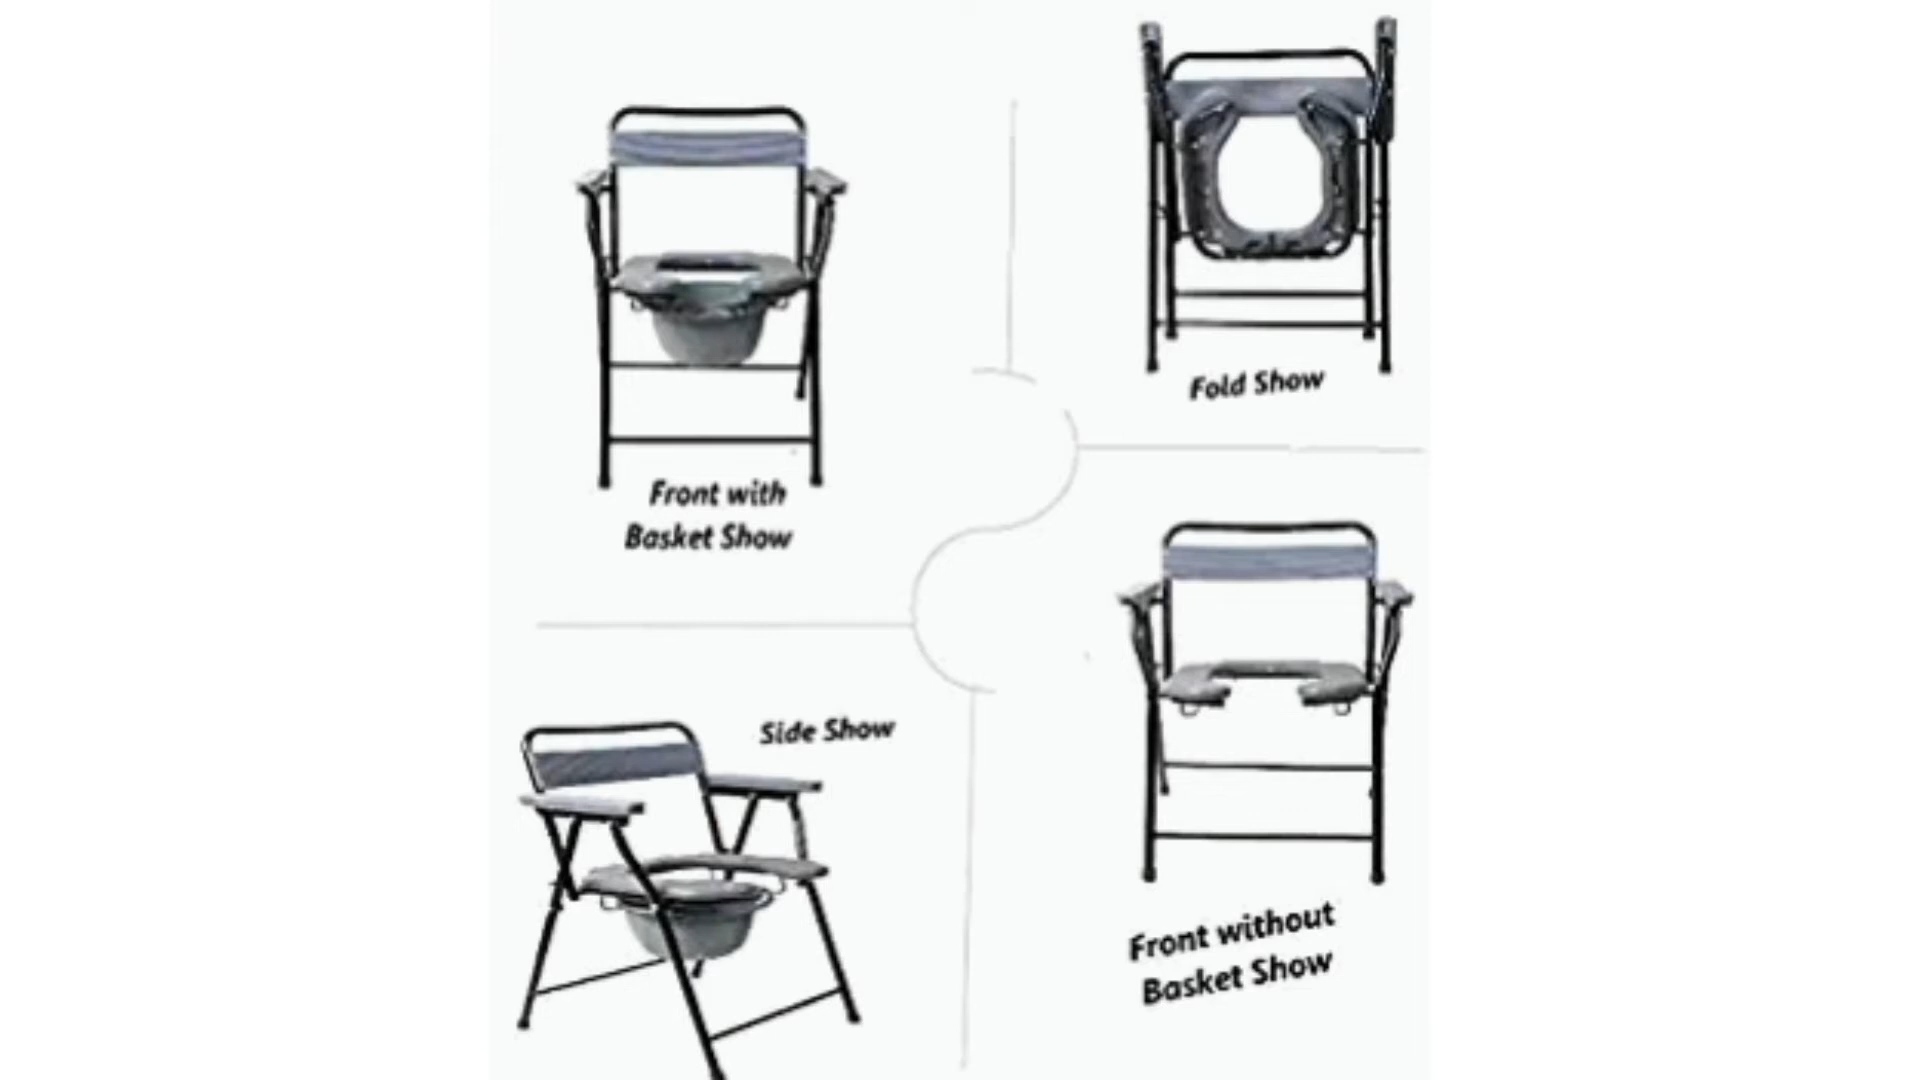 Fold Show
Front with
Basket Show
Side Show
Front without
Basket Show